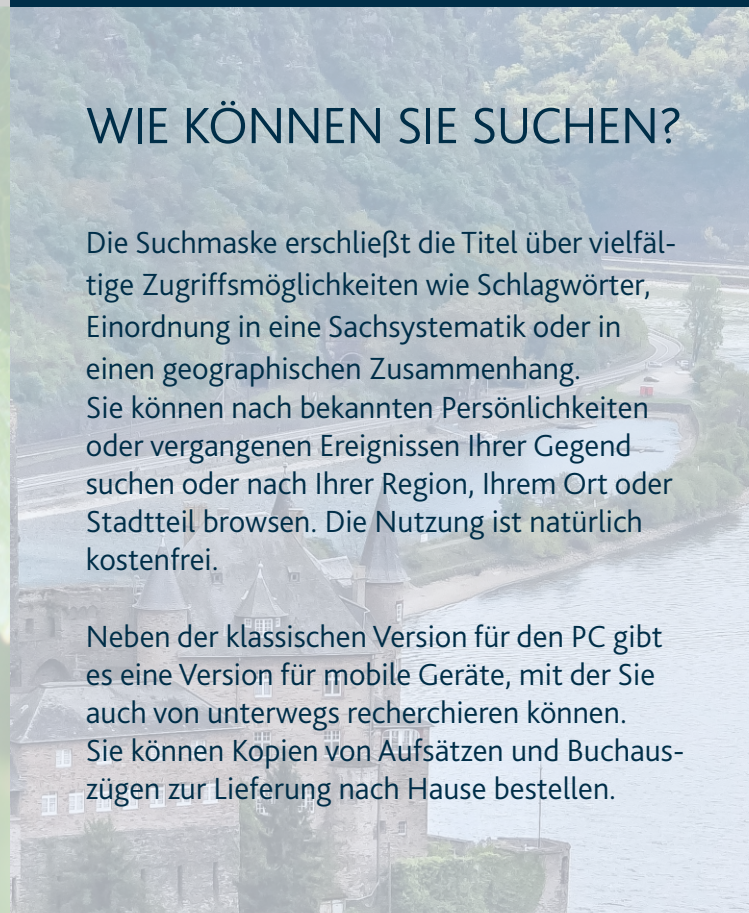 WIE KÖNNEN SIE SUCHEN?
Die Suchmaske erschließt die Titel über vielfäl-
tige Zugriffsmöglichkeiten wie Schlagwörter,
Einordnung in eine Sachsystematik oder in
einen geographischen Zusammenhang.
Sie können nach bekannten Persönlichkeiten
oder vergangenen Ereignissen Ihrer Gegend
suchen oder nach Ihrer Region, Ihrem Ort oder
Stadtteil browsen. Die Nutzung ist natürlich
kostenfrei.
Neben der klassischen Version für den PC gibt
es eine Version für mobile Geräte, mit der Sie
auch von unterwegs recherchieren können.
Sie können Kopien von Aufsätzen und Buchaus-
zügen zur Lieferung nach Hause bestellen.